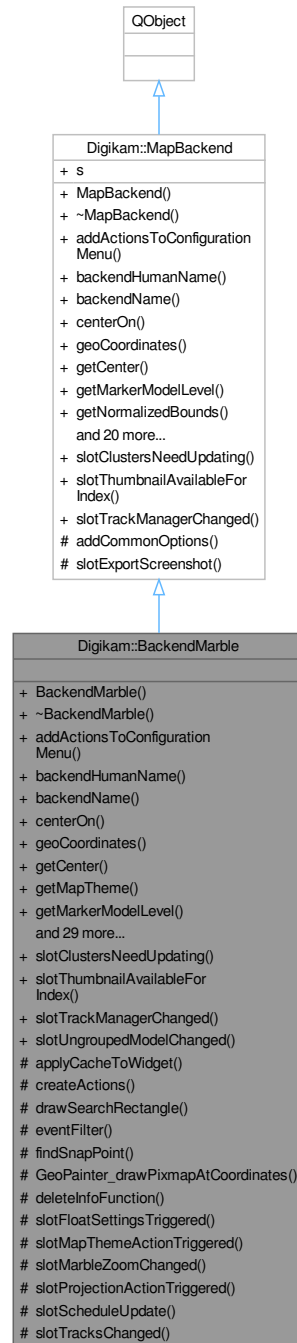 QObject
Digikam::MapBackend
+ s
+ MapBackend()
+ ~MapBackend()
+ addActionsToConfiguration
Menu()
+ backendHumanName()
+ backendName()
+ centerOn()
+ geoCoordinates()
+ getCenter()
+ getMarkerModelLevel()
+ getNormalizedBounds()
and 20 more...
+ slotClustersNeedUpdating()
+ slotThumbnailAvailableFor
Index()
+ slotTrackManagerChanged()
# addCommonOptions()
# slotExportScreenshot()
Digikam::BackendMarble
+ BackendMarble()
+ ~BackendMarble()
+ addActionsToConfiguration
Menu()
+ backendHumanName()
+ backendName()
+ centerOn()
+ geoCoordinates()
+ getCenter()
+ getMapTheme()
+ getMarkerModelLevel()
and 29 more...
+ slotClustersNeedUpdating()
+ slotThumbnailAvailableFor
Index()
+ slotTrackManagerChanged()
+ slotUngroupedModelChanged()
# applyCacheToWidget()
# createActions()
# drawSearchRectangle()
# eventFilter()
# findSnapPoint()
# GeoPainter_drawPixmapAtCoordinates()
# deleteInfoFunction()
# slotFloatSettingsTriggered()
# slotMapThemeActionTriggered()
# slotMarbleZoomChanged()
# slotProjectionActionTriggered()
# slotScheduleUpdate()
# slotTracksChanged()